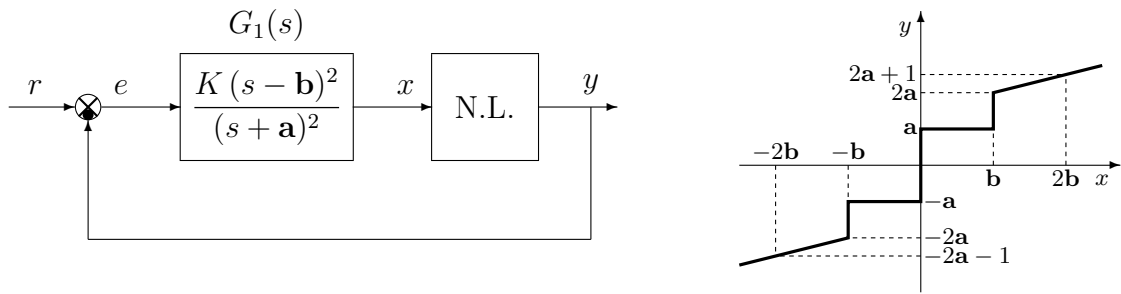 G₁(s)
r
e
K (s − b)²
(s + a)²
x
N.L.
y
y
2a + 1
2a
a
−2b
−b
b
2b
x
−a
−2a
−2a − 1